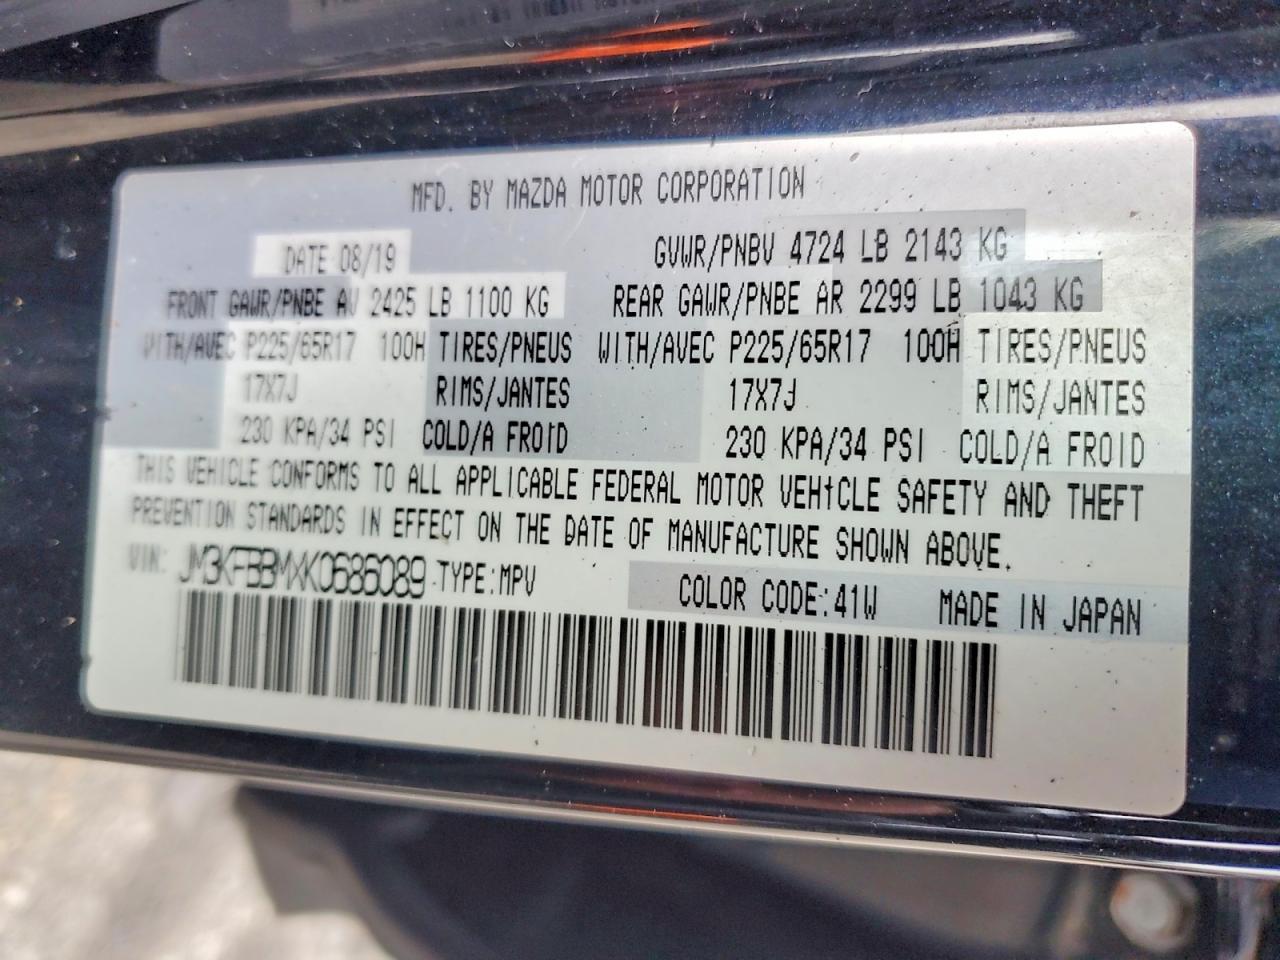 MFD. BY MAZDA MOTOR CORPORATION
DATE 08/19 GVWR/PNBV 4724 LB 2143 KG
FRONT GAWR/PNBE AV 2425 LB 1100 KG REAR GAWR/PNBE AR 2299 LB 1043 KG
WITH/AVEC P225/65R17 100H TIRES/PNEUS WITH/AVEC P225/65R17 100H TIRES/PNEUS
17X7J RIMS/JANTES 17X7J RIMS/JANTES
230 KPA/34 PSI COLD/A FROID 230 KPA/34 PSI COLD/A FROID
THIS VEHICLE CONFORMS TO ALL APPLICABLE FEDERAL MOTOR VEHICLE SAFETY AND THEFT
PREVENTION STANDARDS IN EFFECT ON THE DATE OF MANUFACTURE SHOWN ABOVE.
VIN: JM3KFBBMXK0686089 TYPE:MPV COLOR CODE:41W MADE IN JAPAN